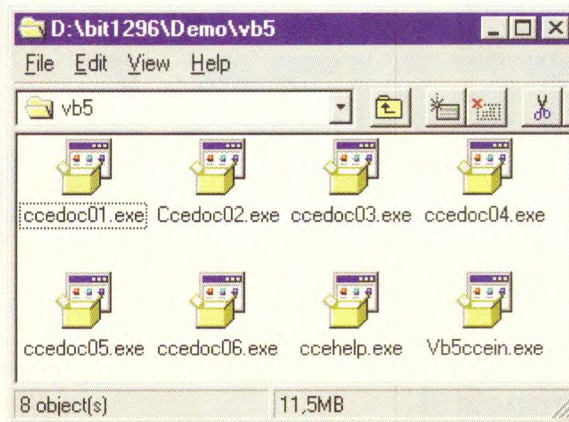 D:\bit1296\Demo\vb5
File Edit View Help
vb5
ccedoc01.exe Ccedoc02.exe ccedoc03.exe ccedoc04.exe
ccedoc05.exe ccedoc06.exe ccehelp.exe Vb5ccein.exe
8 object(s) 11,5MB